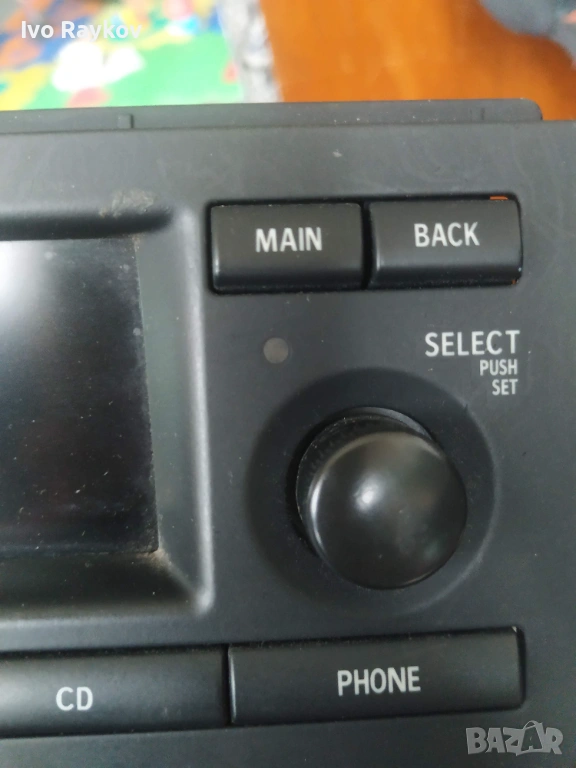 Ivo Raykov
MAIN
BACK
SELECT
PUSH
SET
CD
PHONE
BAZAR